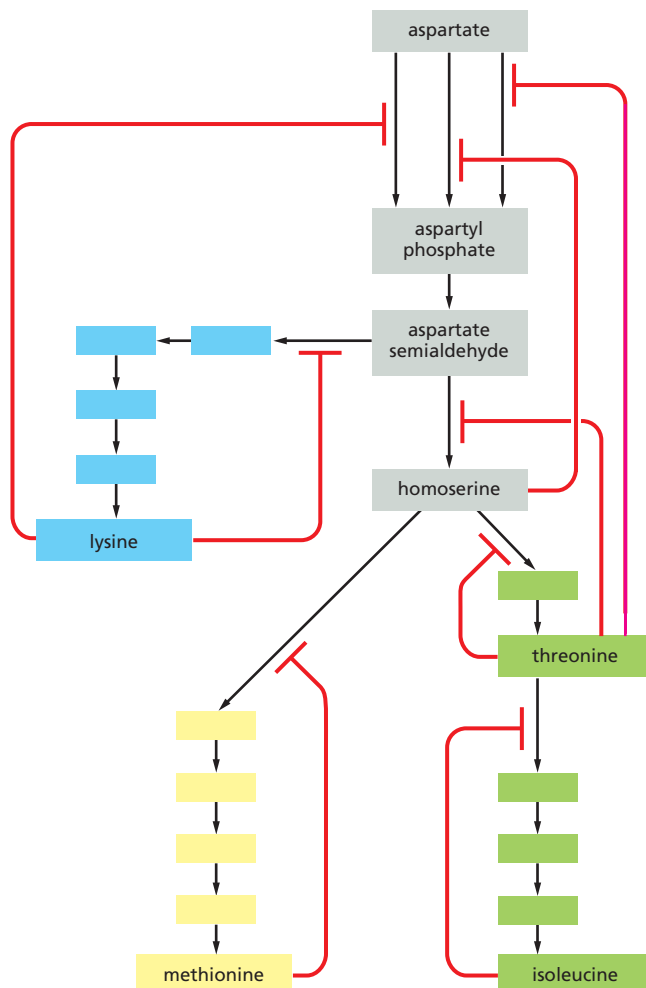 aspartate
aspartyl
phosphate
aspartate
semialdehyde
homoserine
lysine
threonine
methionine
isoleucine